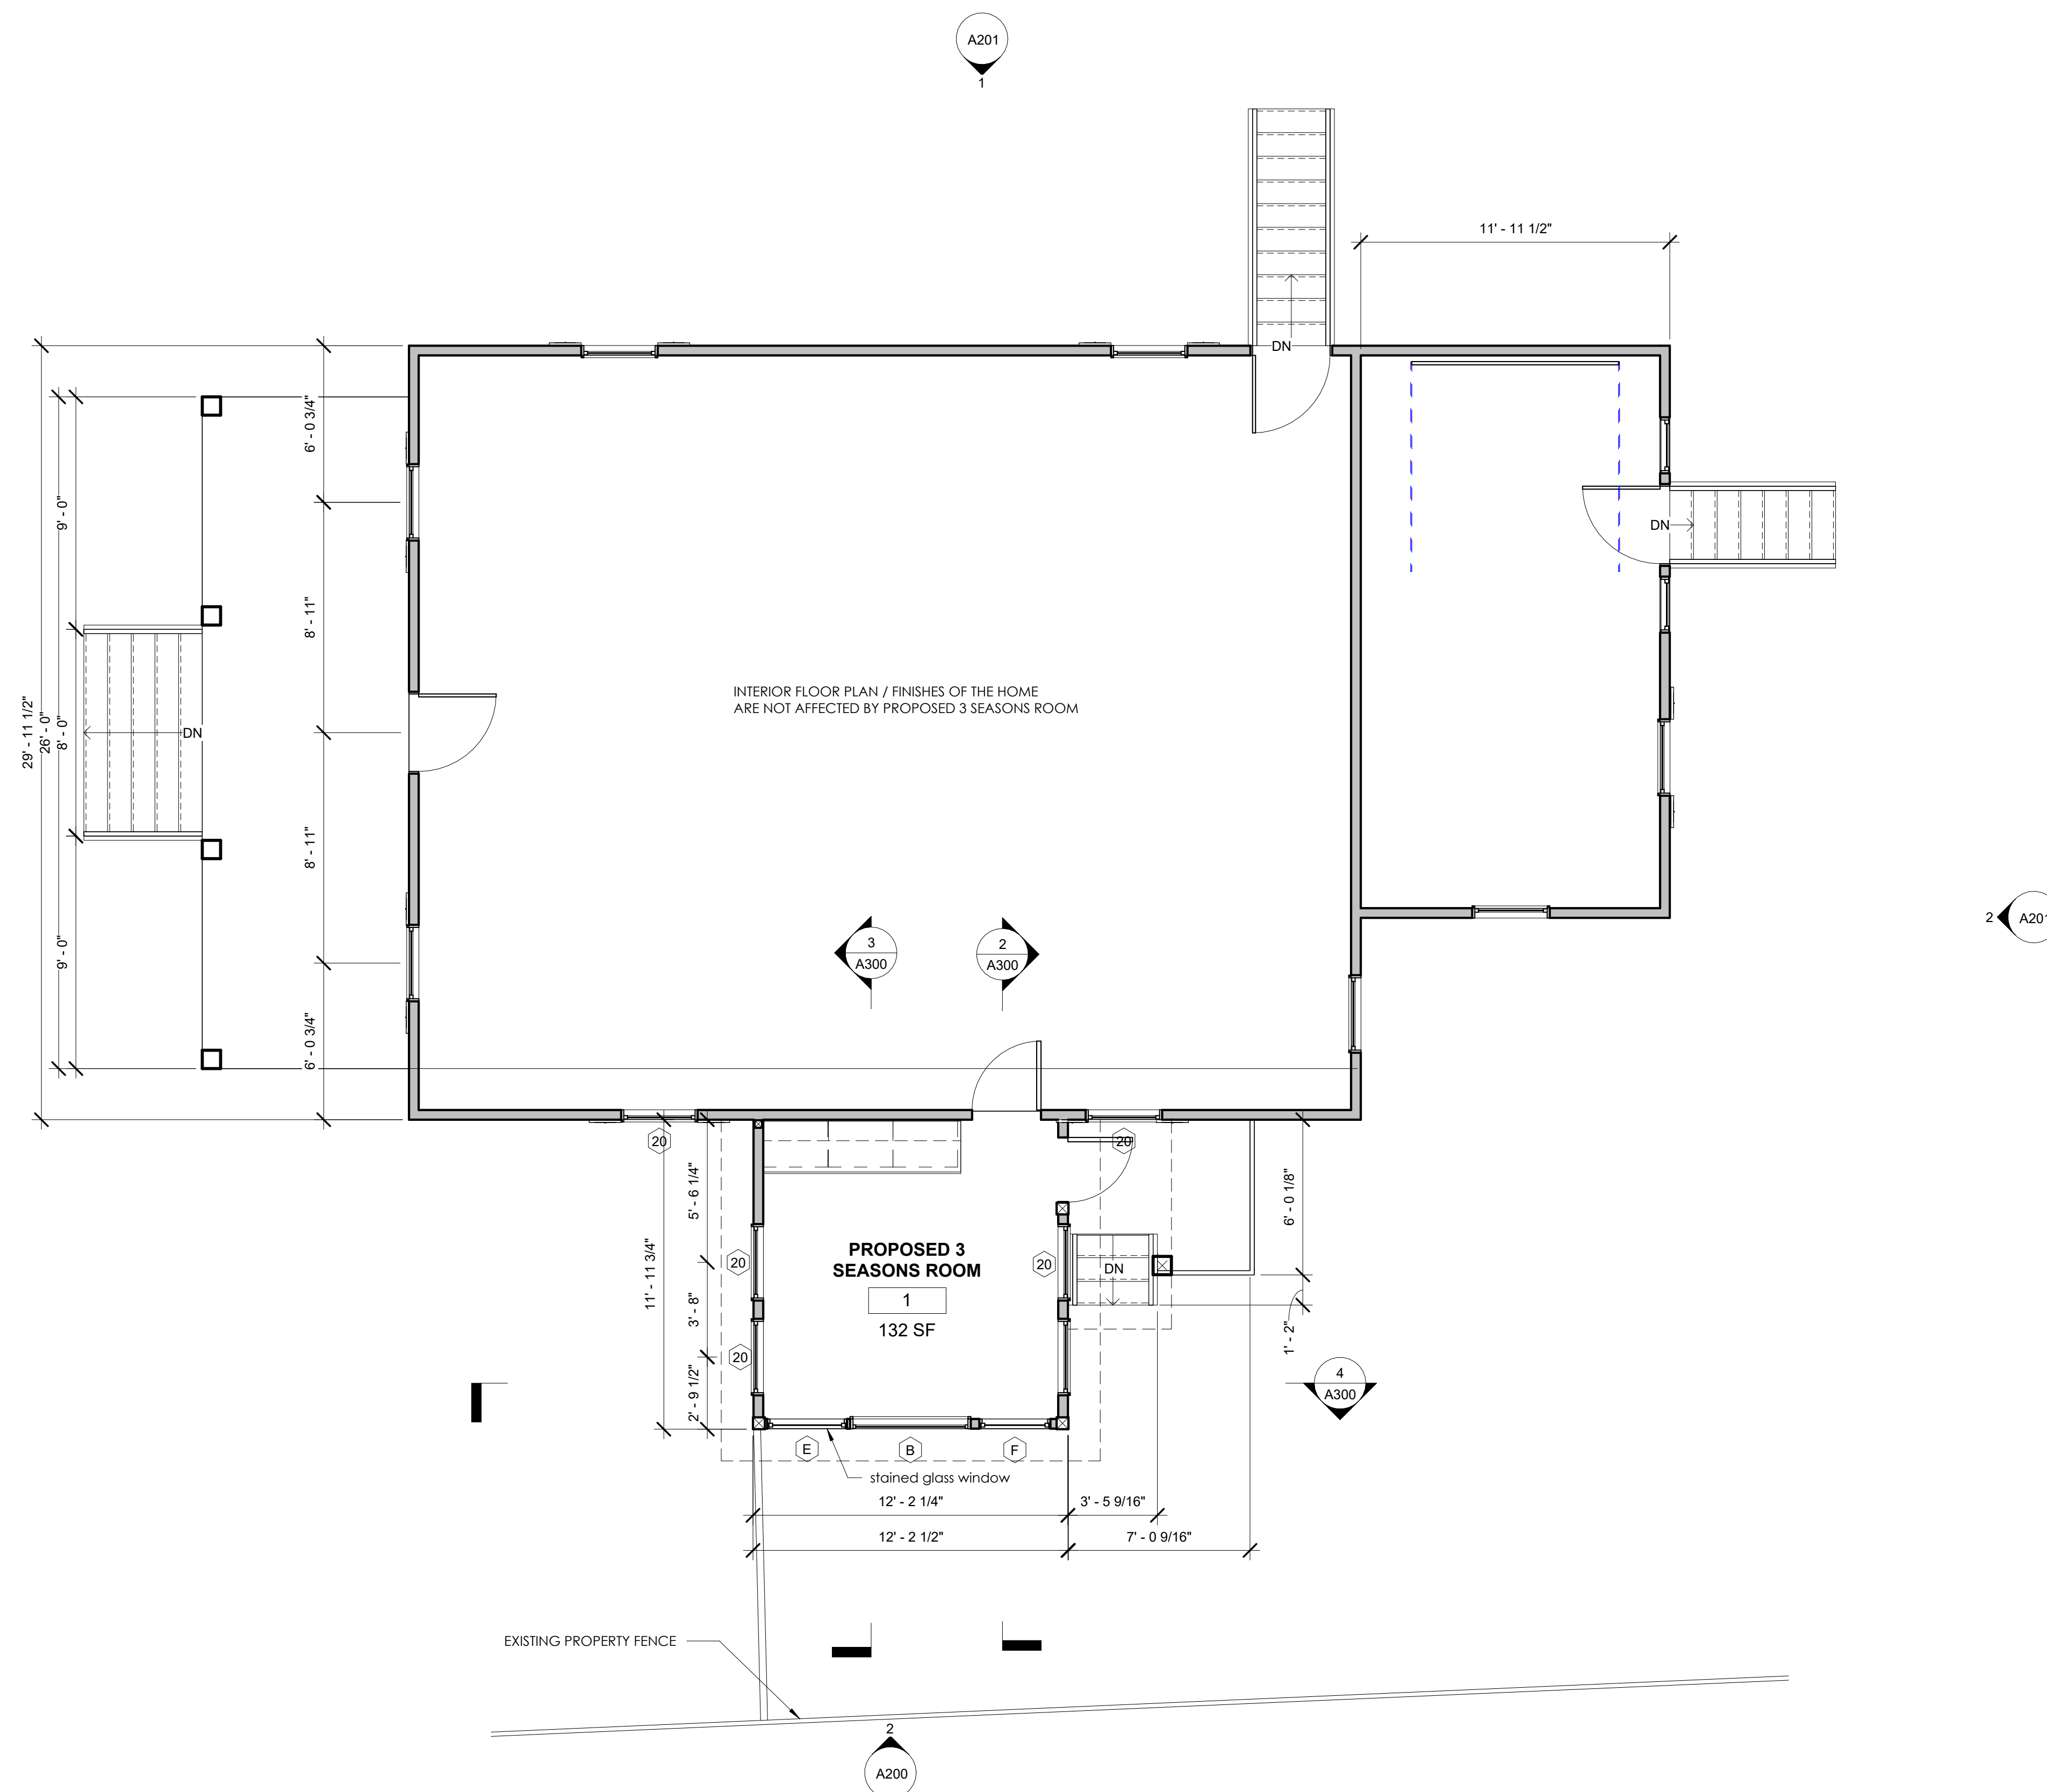 A201
1
11' - 11 1/2"
DN
6' - 0 3/4"
9' - 0"
DN
8' - 11"
INTERIOR FLOOR PLAN / FINISHES OF THE HOME
ARE NOT AFFECTED BY PROPOSED 3 SEASONS ROOM
29' - 11 1/2"
26' - 0"
8' - 0"
DN
8' - 11"
9' - 0"
3
A300
2
A300
2
A201
6' - 0 3/4"
20
20
5' - 6 1/4"
6' - 0 1/8"
11' - 11 3/4"
PROPOSED 3
SEASONS ROOM
20
20
DN
1
132 SF
3' - 8"
1' - 2"
20
2' - 9 1/2"
4
A300
E
B
F
stained glass window
12' - 2 1/4"
3' - 5 9/16"
12' - 2 1/2"
7' - 0 9/16"
EXISTING PROPERTY FENCE
2
A200